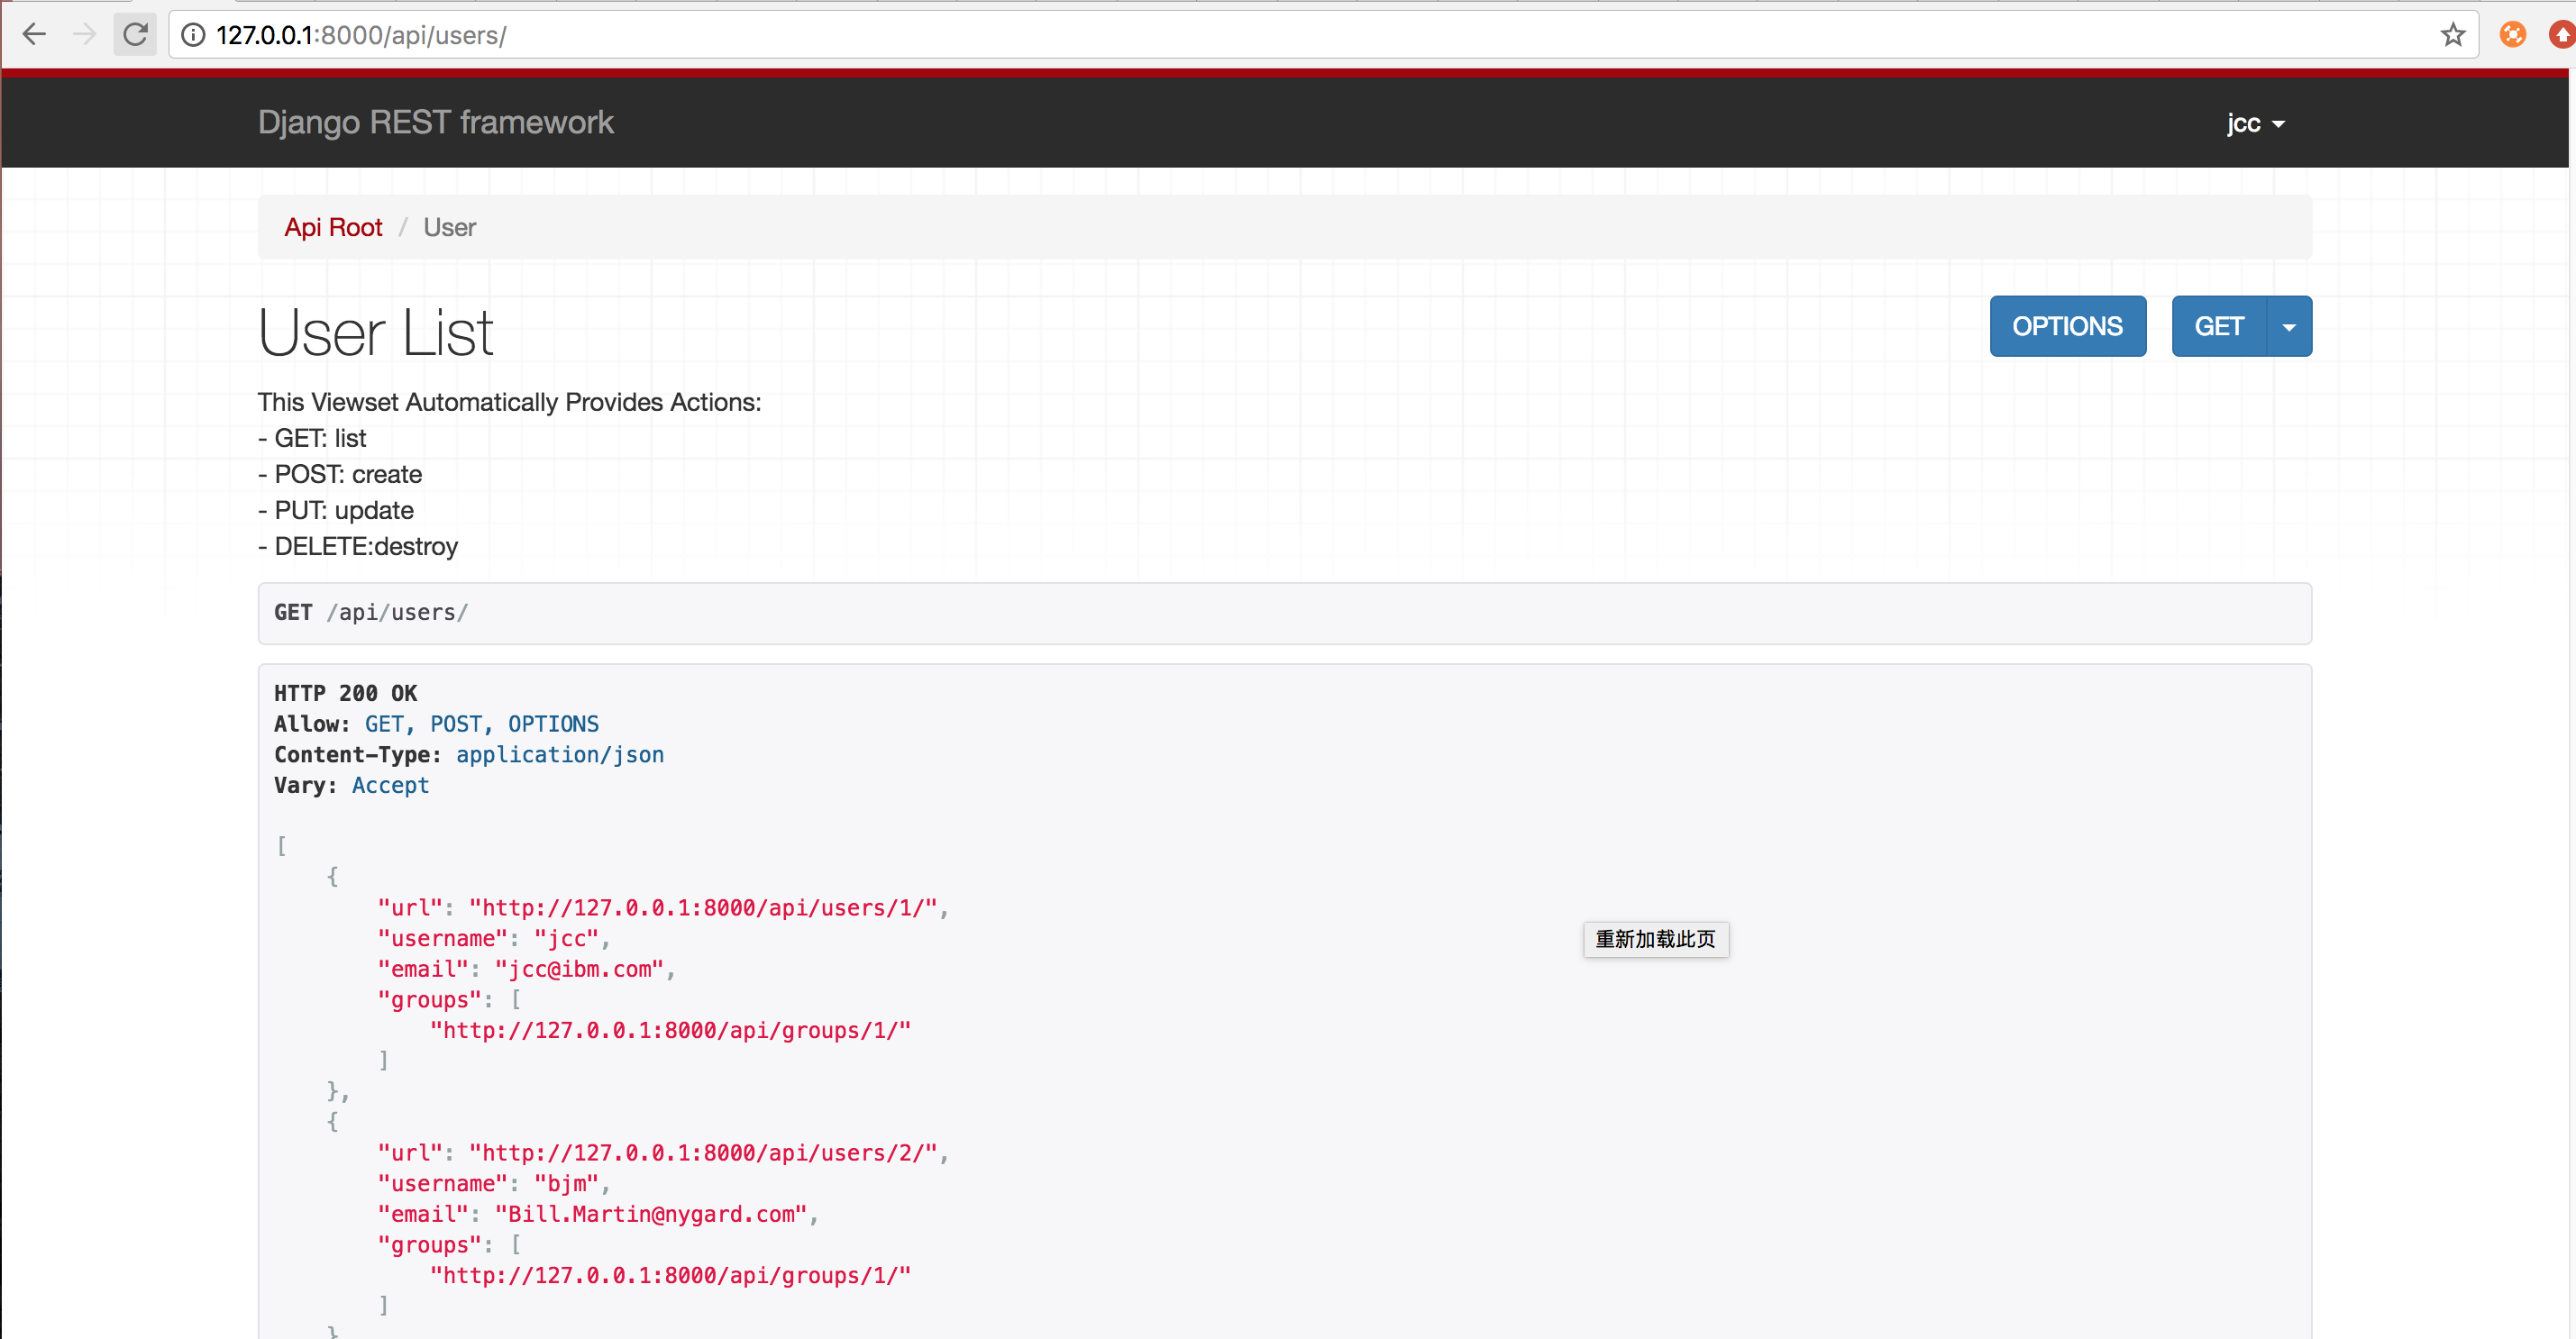 127.0.0.1:8000/api/users/
Django REST framework
jcc
Api Root / User
User List
OPTIONS
GET
This Viewset Automatically Provides Actions:
- GET: list
- POST: create
- PUT: update
- DELETE:destroy
GET /api/users/
HTTP 200 OK
Allow: GET, POST, OPTIONS
Content-Type: application/json
Vary: Accept
[
{
"url": "http://127.0.0.1:8000/api/users/1/",
"username": "jcc",
重新加载此页
"email": "jcc@ibm.com",
"groups": [
"http://127.0.0.1:8000/api/groups/1/"
]
},
{
"url": "http://127.0.0.1:8000/api/users/2/",
"username": "bjm",
"email": "Bill.Martin@nygard.com",
"groups": [
"http://127.0.0.1:8000/api/groups/1/"
]
}